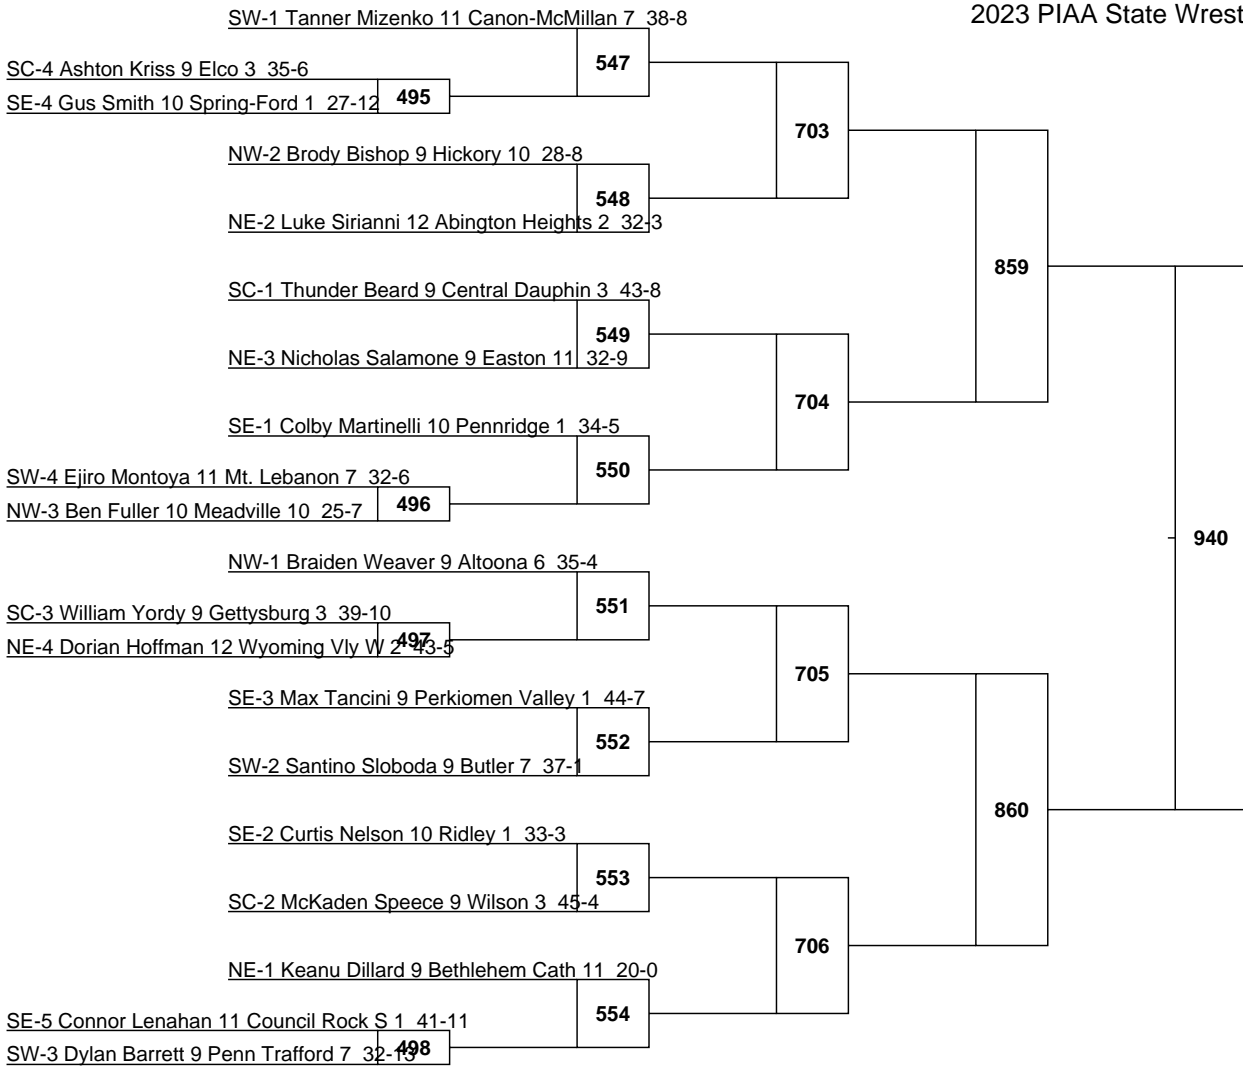 SW-1 Tanner Mizenko 11 Canon-McMillan 7 38-8
2023 PIAA State Wrest
547
SC-4 Ashton Kriss 9 Elco 3 35-6
495
SE-4 Gus Smith 10 Spring-Ford 1 27-12
703
NW-2 Brody Bishop 9 Hickory 10 28-8
548
NE-2 Luke Sirianni 12 Abington Heights 2 32-3
859
SC-1 Thunder Beard 9 Central Dauphin 3 43-8
549
NE-3 Nicholas Salamone 9 Easton 11 32-9
704
SE-1 Colby Martinelli 10 Pennridge 1 34-5
550
SW-4 Ejiro Montoya 11 Mt. Lebanon 7 32-6
496
NW-3 Ben Fuller 10 Meadville 10 25-7
940
NW-1 Braiden Weaver 9 Altoona 6 35-4
551
SC-3 William Yordy 9 Gettysburg 3 39-10
497
NE-4 Dorian Hoffman 12 Wyoming Vly W 2 43-5
705
SE-3 Max Tancini 9 Perkiomen Valley 1 44-7
552
SW-2 Santino Sloboda 9 Butler 7 37-1
860
SE-2 Curtis Nelson 10 Ridley 1 33-3
553
SC-2 McKaden Speece 9 Wilson 3 45-4
706
NE-1 Keanu Dillard 9 Bethlehem Cath 11 20-0
554
SE-5 Connor Lenahan 11 Council Rock S 1 41-11
498
SW-3 Dylan Barrett 9 Penn Trafford 7 32-13